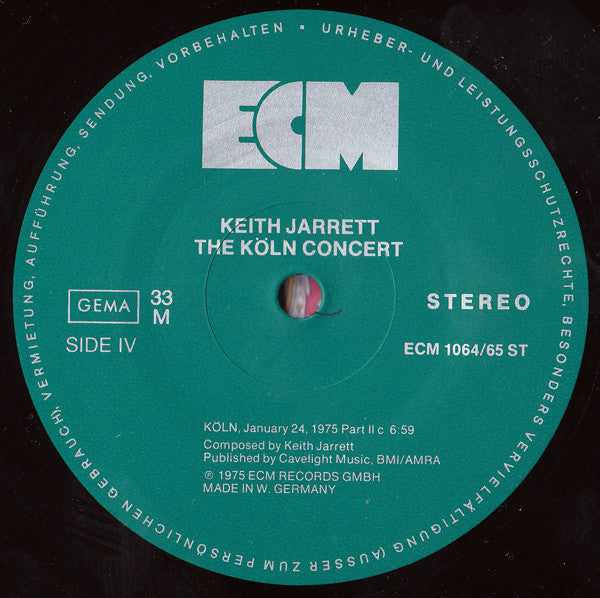 URHEBER- UND LEISTUNGSSCHUTZRECHTE, BESONDERS VERVIELFÄLTIGUNG (AUSSER ZUM PERSÖNLICHEN GEBRAUCH), VERMIETUNG, AUFFÜHRUNG, SENDUNG, VORBEHALTEN •
ECM
KEITH JARRETT
THE KÖLN CONCERT
GEMA
33
M
STEREO
SIDE IV
ECM 1064/65 ST
KÖLN, January 24, 1975 Part II c 6:59
Composed by Keith Jarrett
Published by Cavelight Music, BMI/AMRA
℗ 1975 ECM RECORDS GMBH
MADE IN W. GERMANY